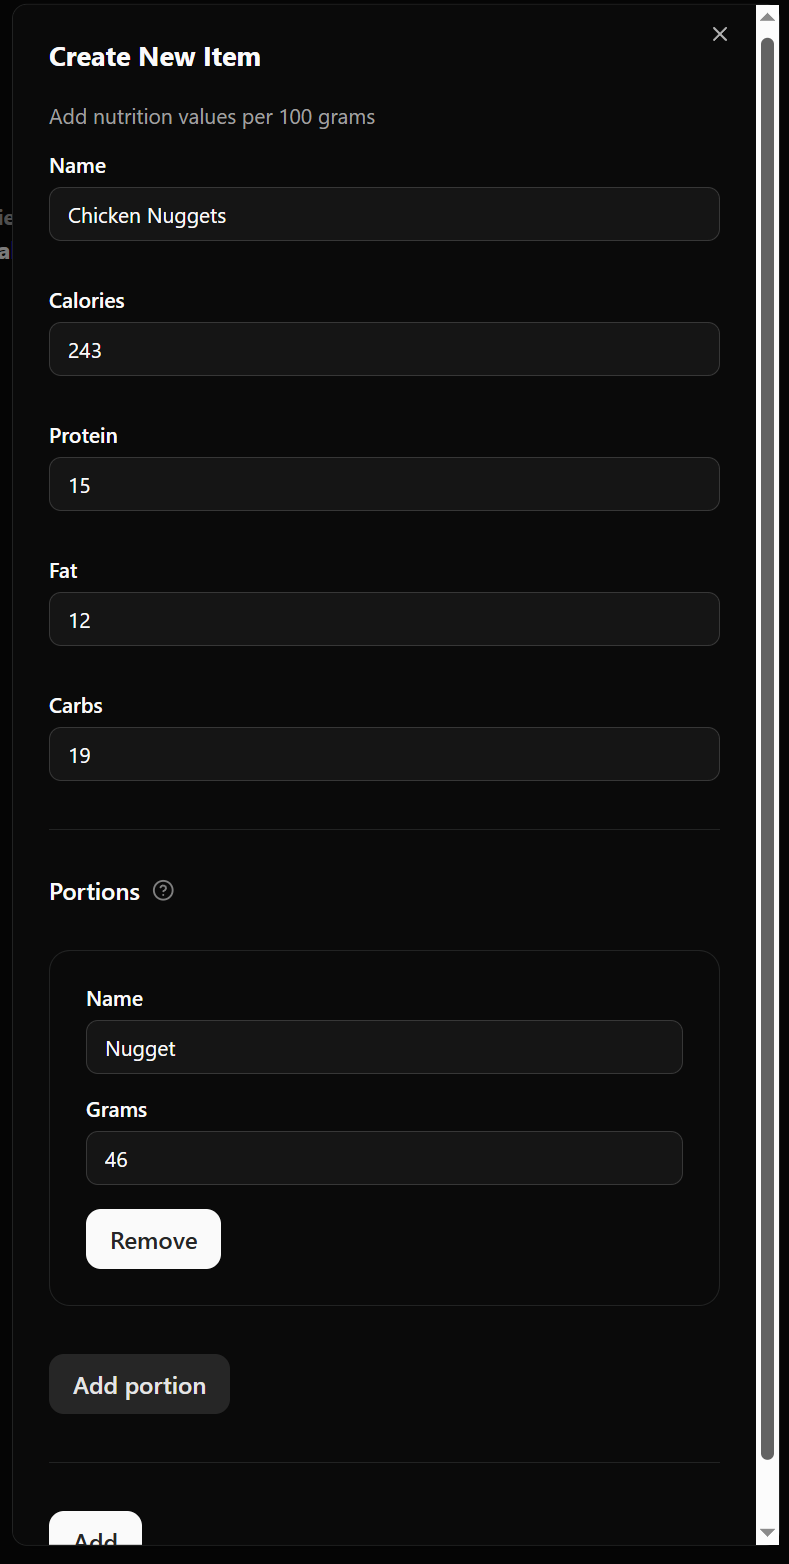 Create New Item
Add nutrition values per 100 grams
Name
Chicken Nuggets
Calories
243
Protein
15
Fat
12
Carbs
19
Portions
Name
Nugget
Grams
46
Remove
Add portion
Add